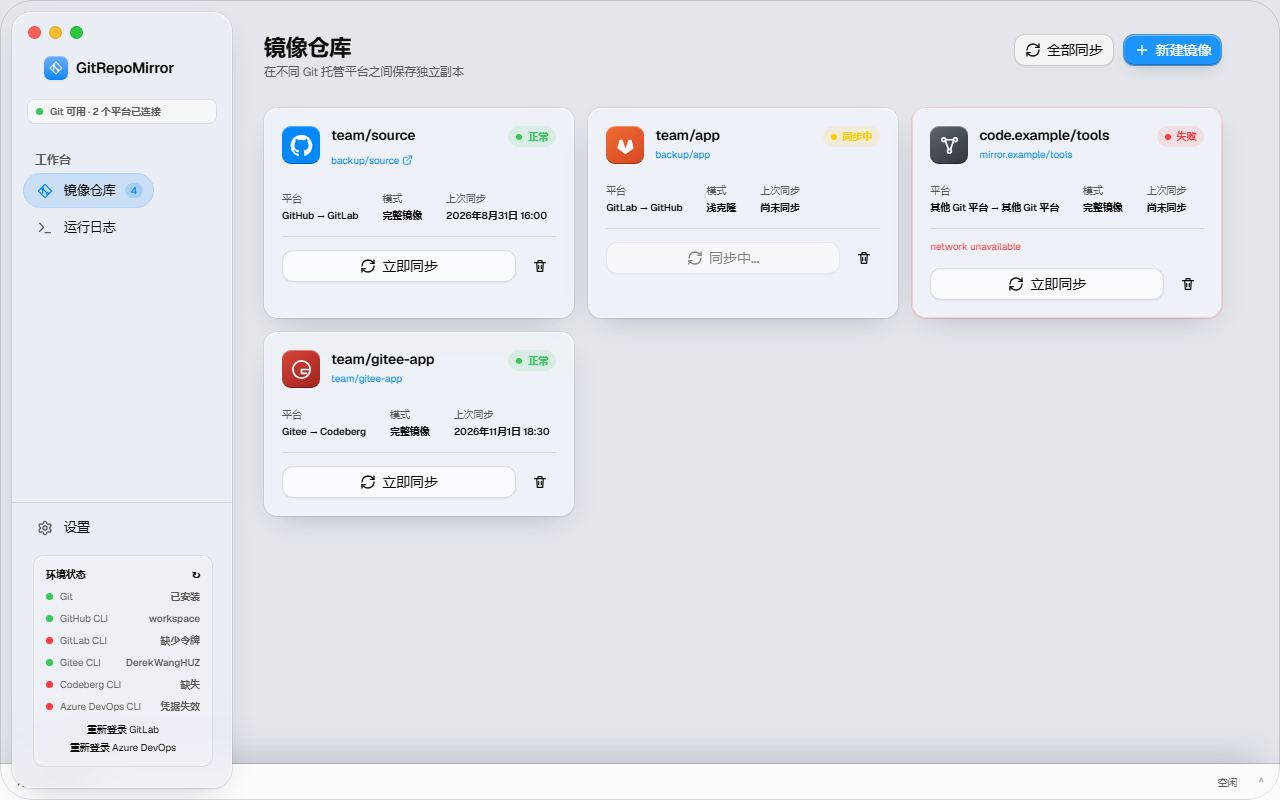 GitRepoMirror
Git 可用 · 2 个平台已连接
工作台
镜像仓库 4
运行日志
设置
环境状态 ↻
Git 已安装
GitHub CLI workspace
GitLab CLI 缺少令牌
Gitee CLI DerekWangHUZ
Codeberg CLI 缺失
Azure DevOps CLI 凭据失效
重新登录 GitLab
重新登录 Azure DevOps
镜像仓库
在不同 Git 托管平台之间保存独立副本
全部同步
新建镜像
team/source 正常
backup/source
平台 模式 上次同步
GitHub → GitLab 完整镜像 2026年8月31日 16:00
立即同步
team/app 同步中
backup/app
平台 模式 上次同步
GitLab → GitHub 浅克隆 尚未同步
同步中...
code.example/tools 失败
mirror.example/tools
平台 模式 上次同步
其他 Git 平台 → 其他 Git 平台 完整镜像 尚未同步
network unavailable
立即同步
team/gitee-app 正常
team/gitee-app
平台 模式 上次同步
Gitee → Codeberg 完整镜像 2026年11月1日 18:30
立即同步
空闲 ^